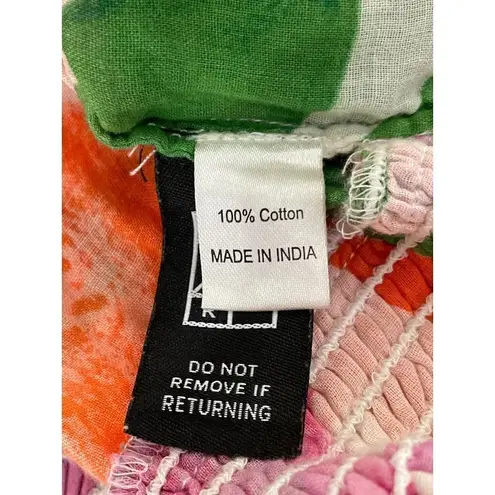 100% Cotton
MADE IN INDIA
R
DO NOT
REMOVE IF
RETURNING